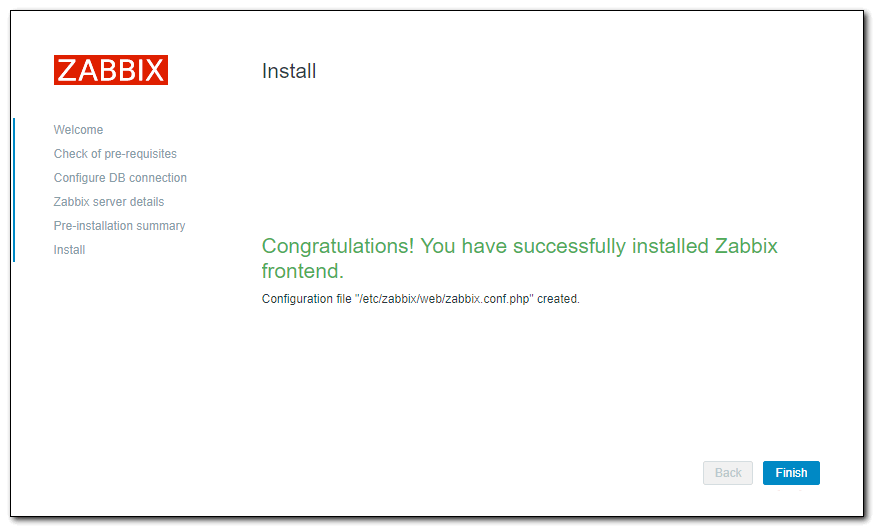 ZABBIX
Install
Welcome
Check of pre-requisites
Configure DB connection
Zabbix server details
Pre-installation summary
Install
Congratulations! You have successfully installed Zabbix
frontend.
Configuration file "/etc/zabbix/web/zabbix.conf.php" created.
Back
Finish